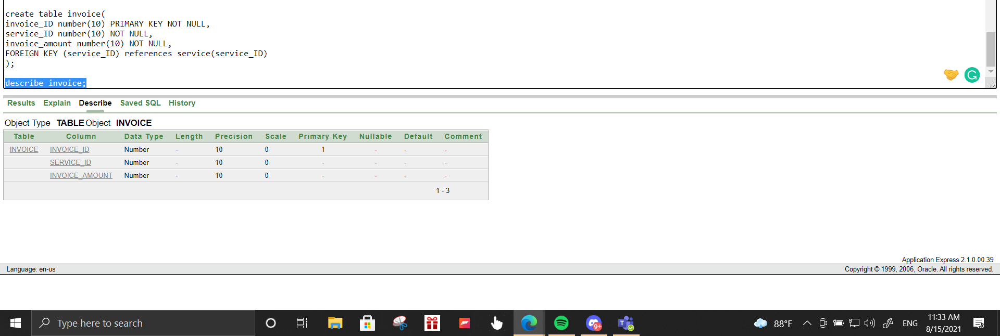 create table invoice(
invoice_ID number(10) PRIMARY KEY NOT NULL,
service_ID number(10) NOT NULL,
invoice_amount number(10) NOT NULL,
FOREIGN KEY (service_ID) references service(service_ID)
);
describe invoice;
Results Explain Describe Saved SQL History
Object Type TABLE Object INVOICE
Table Column Data Type Length Precision Scale Primary Key Nullable Default Comment
INVOICE INVOICE_ID Number - 10 0 1 - - -
SERVICE_ID Number - 10 0 - - - -
INVOICE_AMOUNT Number - 10 0 - - - -
1 - 3
Application Express 2.1.0.00.39
Language: en-us Copyright © 1999, 2006, Oracle. All rights reserved.
Type here to search 9+ 88°F ENG 11:33 AM
8/15/2021